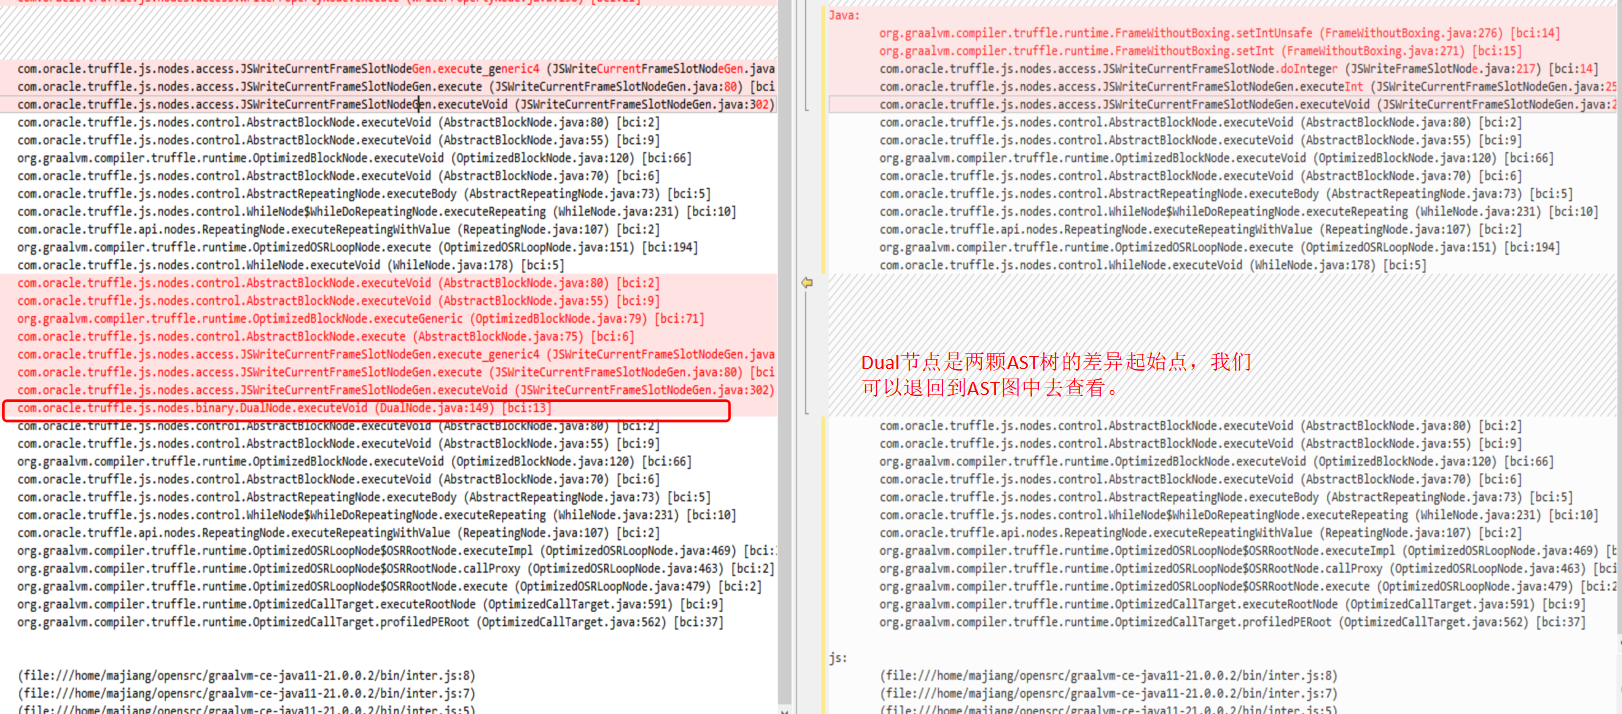 com.oracle.truffle.js.nodes.access.JSWriteCurrentFrameSlotNodeGen.execute_generic4 (JSWriteCurrentFrameSlotNodeGen.java
com.oracle.truffle.js.nodes.access.JSWriteCurrentFrameSlotNodeGen.execute (JSWriteCurrentFrameSlotNodeGen.java:80) [bci
com.oracle.truffle.js.nodes.access.JSWriteCurrentFrameSlotNodeGen.executeVoid (JSWriteCurrentFrameSlotNodeGen.java:302)
com.oracle.truffle.js.nodes.control.AbstractBlockNode.executeVoid (AbstractBlockNode.java:80) [bci:2]
com.oracle.truffle.js.nodes.control.AbstractBlockNode.executeVoid (AbstractBlockNode.java:55) [bci:9]
org.graalvm.compiler.truffle.runtime.OptimizedBlockNode.executeVoid (OptimizedBlockNode.java:120) [bci:66]
com.oracle.truffle.js.nodes.control.AbstractBlockNode.executeVoid (AbstractBlockNode.java:70) [bci:6]
com.oracle.truffle.js.nodes.control.AbstractRepeatingNode.executeBody (AbstractRepeatingNode.java:73) [bci:5]
com.oracle.truffle.js.nodes.control.WhileNode$WhileDoRepeatingNode.executeRepeating (WhileNode.java:231) [bci:10]
com.oracle.truffle.api.nodes.RepeatingNode.executeRepeatingWithValue (RepeatingNode.java:107) [bci:2]
org.graalvm.compiler.truffle.runtime.OptimizedOSRLoopNode.execute (OptimizedOSRLoopNode.java:151) [bci:194]
com.oracle.truffle.js.nodes.control.WhileNode.executeVoid (WhileNode.java:178) [bci:5]
com.oracle.truffle.js.nodes.control.AbstractBlockNode.executeVoid (AbstractBlockNode.java:80) [bci:2]
com.oracle.truffle.js.nodes.control.AbstractBlockNode.executeVoid (AbstractBlockNode.java:55) [bci:9]
org.graalvm.compiler.truffle.runtime.OptimizedBlockNode.executeGeneric (OptimizedBlockNode.java:79) [bci:71]
com.oracle.truffle.js.nodes.control.AbstractBlockNode.execute (AbstractBlockNode.java:75) [bci:6]
com.oracle.truffle.js.nodes.access.JSWriteCurrentFrameSlotNodeGen.execute_generic4 (JSWriteCurrentFrameSlotNodeGen.java
com.oracle.truffle.js.nodes.access.JSWriteCurrentFrameSlotNodeGen.execute (JSWriteCurrentFrameSlotNodeGen.java:80) [bci
com.oracle.truffle.js.nodes.access.JSWriteCurrentFrameSlotNodeGen.executeVoid (JSWriteCurrentFrameSlotNodeGen.java:302)
com.oracle.truffle.js.nodes.binary.DualNode.executeVoid (DualNode.java:149) [bci:13]
com.oracle.truffle.js.nodes.control.AbstractBlockNode.executeVoid (AbstractBlockNode.java:80) [bci:2]
com.oracle.truffle.js.nodes.control.AbstractBlockNode.executeVoid (AbstractBlockNode.java:55) [bci:9]
org.graalvm.compiler.truffle.runtime.OptimizedBlockNode.executeVoid (OptimizedBlockNode.java:120) [bci:66]
com.oracle.truffle.js.nodes.control.AbstractBlockNode.executeVoid (AbstractBlockNode.java:70) [bci:6]
com.oracle.truffle.js.nodes.control.AbstractRepeatingNode.executeBody (AbstractRepeatingNode.java:73) [bci:5]
com.oracle.truffle.js.nodes.control.WhileNode$WhileDoRepeatingNode.executeRepeating (WhileNode.java:231) [bci:10]
com.oracle.truffle.api.nodes.RepeatingNode.executeRepeatingWithValue (RepeatingNode.java:107) [bci:2]
org.graalvm.compiler.truffle.runtime.OptimizedOSRLoopNode$OSRRootNode.executeImpl (OptimizedOSRLoopNode.java:469) [bci:
org.graalvm.compiler.truffle.runtime.OptimizedOSRLoopNode$OSRRootNode.callProxy (OptimizedOSRLoopNode.java:463) [bci:2]
org.graalvm.compiler.truffle.runtime.OptimizedOSRLoopNode$OSRRootNode.execute (OptimizedOSRLoopNode.java:479) [bci:2]
org.graalvm.compiler.truffle.runtime.OptimizedCallTarget.executeRootNode (OptimizedCallTarget.java:591) [bci:9]
org.graalvm.compiler.truffle.runtime.OptimizedCallTarget.profiledPERoot (OptimizedCallTarget.java:562) [bci:37]
(file:///home/majiang/opensrc/graalvm-ce-java11-21.0.0.2/bin/inter.js:8)
(file:///home/majiang/opensrc/graalvm-ce-java11-21.0.0.2/bin/inter.js:7)
(file:///home/majiang/opensrc/graalvm-ce-java11-21.0.0.2/bin/inter.js:5)
Java:
org.graalvm.compiler.truffle.runtime.FrameWithoutBoxing.setIntUnsafe (FrameWithoutBoxing.java:276) [bci:14]
org.graalvm.compiler.truffle.runtime.FrameWithoutBoxing.setInt (FrameWithoutBoxing.java:271) [bci:15]
com.oracle.truffle.js.nodes.access.JSWriteCurrentFrameSlotNode.doInteger (JSWriteFrameSlotNode.java:217) [bci:14]
com.oracle.truffle.js.nodes.access.JSWriteCurrentFrameSlotNodeGen.executeInt (JSWriteCurrentFrameSlotNodeGen.java:25
com.oracle.truffle.js.nodes.access.JSWriteCurrentFrameSlotNodeGen.executeVoid (JSWriteCurrentFrameSlotNodeGen.java:2
com.oracle.truffle.js.nodes.control.AbstractBlockNode.executeVoid (AbstractBlockNode.java:80) [bci:2]
com.oracle.truffle.js.nodes.control.AbstractBlockNode.executeVoid (AbstractBlockNode.java:55) [bci:9]
org.graalvm.compiler.truffle.runtime.OptimizedBlockNode.executeVoid (OptimizedBlockNode.java:120) [bci:66]
com.oracle.truffle.js.nodes.control.AbstractBlockNode.executeVoid (AbstractBlockNode.java:70) [bci:6]
com.oracle.truffle.js.nodes.control.AbstractRepeatingNode.executeBody (AbstractRepeatingNode.java:73) [bci:5]
com.oracle.truffle.js.nodes.control.WhileNode$WhileDoRepeatingNode.executeRepeating (WhileNode.java:231) [bci:10]
com.oracle.truffle.api.nodes.RepeatingNode.executeRepeatingWithValue (RepeatingNode.java:107) [bci:2]
org.graalvm.compiler.truffle.runtime.OptimizedOSRLoopNode.execute (OptimizedOSRLoopNode.java:151) [bci:194]
com.oracle.truffle.js.nodes.control.WhileNode.executeVoid (WhileNode.java:178) [bci:5]
Dual节点是两颗AST树的差异起始点，我们
可以退回到AST图中去查看。
com.oracle.truffle.js.nodes.control.AbstractBlockNode.executeVoid (AbstractBlockNode.java:80) [bci:2]
com.oracle.truffle.js.nodes.control.AbstractBlockNode.executeVoid (AbstractBlockNode.java:55) [bci:9]
org.graalvm.compiler.truffle.runtime.OptimizedBlockNode.executeVoid (OptimizedBlockNode.java:120) [bci:66]
com.oracle.truffle.js.nodes.control.AbstractBlockNode.executeVoid (AbstractBlockNode.java:70) [bci:6]
com.oracle.truffle.js.nodes.control.AbstractRepeatingNode.executeBody (AbstractRepeatingNode.java:73) [bci:5]
com.oracle.truffle.js.nodes.control.WhileNode$WhileDoRepeatingNode.executeRepeating (WhileNode.java:231) [bci:10]
com.oracle.truffle.api.nodes.RepeatingNode.executeRepeatingWithValue (RepeatingNode.java:107) [bci:2]
org.graalvm.compiler.truffle.runtime.OptimizedOSRLoopNode$OSRRootNode.executeImpl (OptimizedOSRLoopNode.java:469) [b
org.graalvm.compiler.truffle.runtime.OptimizedOSRLoopNode$OSRRootNode.callProxy (OptimizedOSRLoopNode.java:463) [bci
org.graalvm.compiler.truffle.runtime.OptimizedOSRLoopNode$OSRRootNode.execute (OptimizedOSRLoopNode.java:479) [bci:2
org.graalvm.compiler.truffle.runtime.OptimizedCallTarget.executeRootNode (OptimizedCallTarget.java:591) [bci:9]
org.graalvm.compiler.truffle.runtime.OptimizedCallTarget.profiledPERoot (OptimizedCallTarget.java:562) [bci:37]
js:
(file:///home/majiang/opensrc/graalvm-ce-java11-21.0.0.2/bin/inter.js:8)
(file:///home/majiang/opensrc/graalvm-ce-java11-21.0.0.2/bin/inter.js:7)
(file:///home/majiang/opensrc/graalvm-ce-java11-21.0.0.2/bin/inter.js:5)